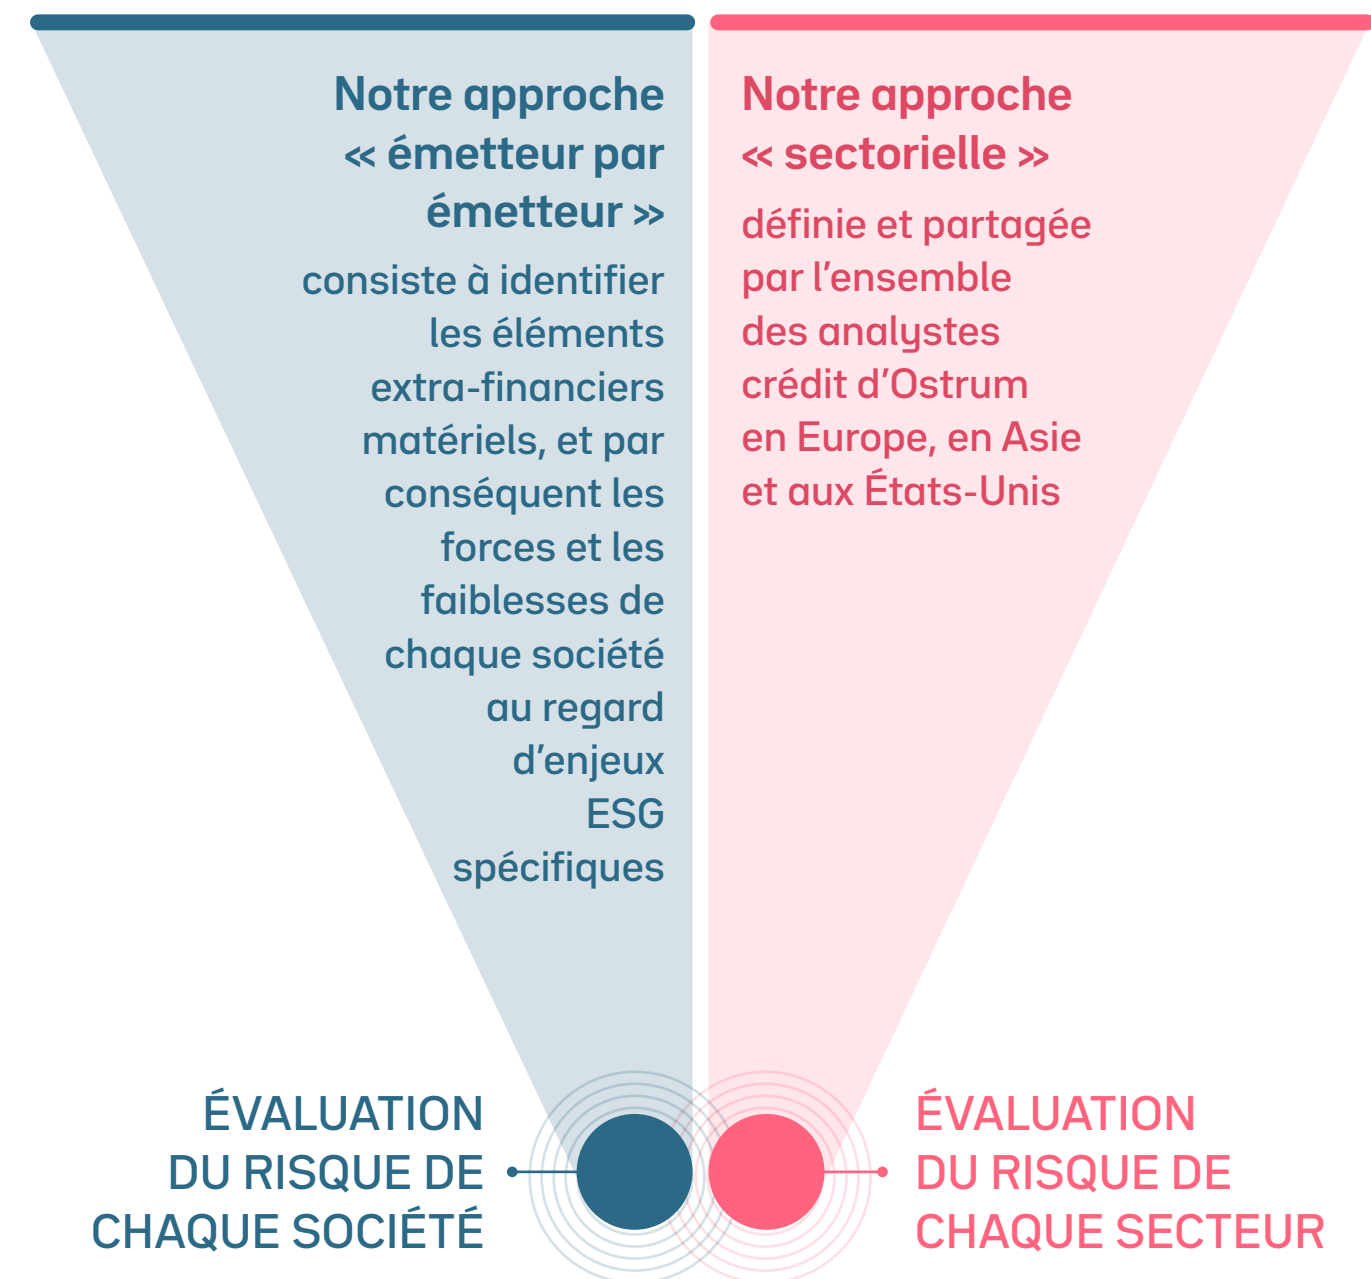 Notre approche
« émetteur par
émetteur »
consiste à identifier
les éléments
extra-financiers
matériels, et par
conséquent les
forces et les
faiblesses de
chaque société
au regard
d’enjeux
ESG
spécifiques
ÉVALUATION
DU RISQUE DE
CHAQUE SOCIÉTÉ
Notre approche
« sectorielle »
définie et partagée
par l’ensemble
des analystes
crédit d’Ostrum
en Europe, en Asie
et aux États-Unis
ÉVALUATION
DU RISQUE DE
CHAQUE SECTEUR